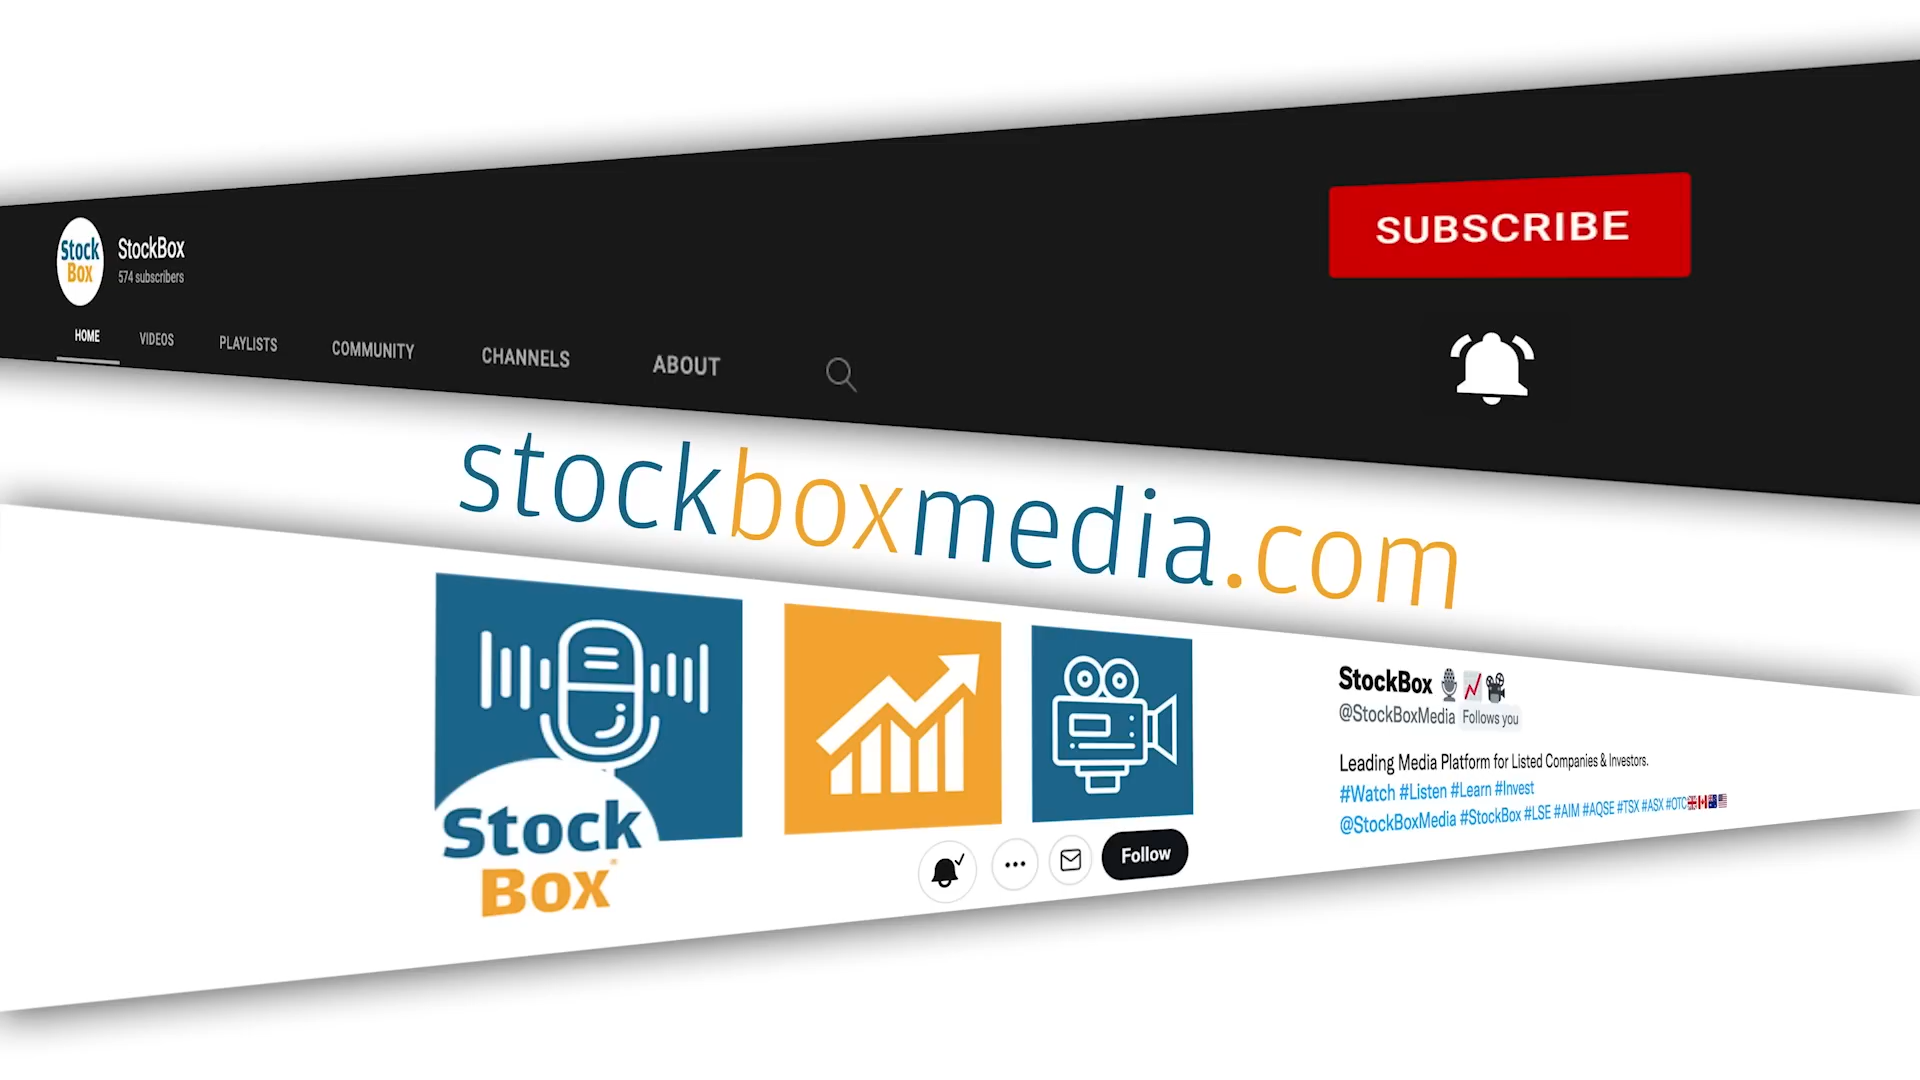 Stock
Box
StockBox
574 subscribers
SUBSCRIBE
HOME VIDEOS PLAYLISTS COMMUNITY CHANNELS ABOUT
stockboxmedia.com
Stock
Box
Follow
StockBox
@StockBoxMedia Follows you
Leading Media Platform for Listed Companies & Investors.
#Watch #Listen #Learn #Invest
@StockBoxMedia #StockBox #LSE #AIM #AQSE #TSX #ASX #OTC